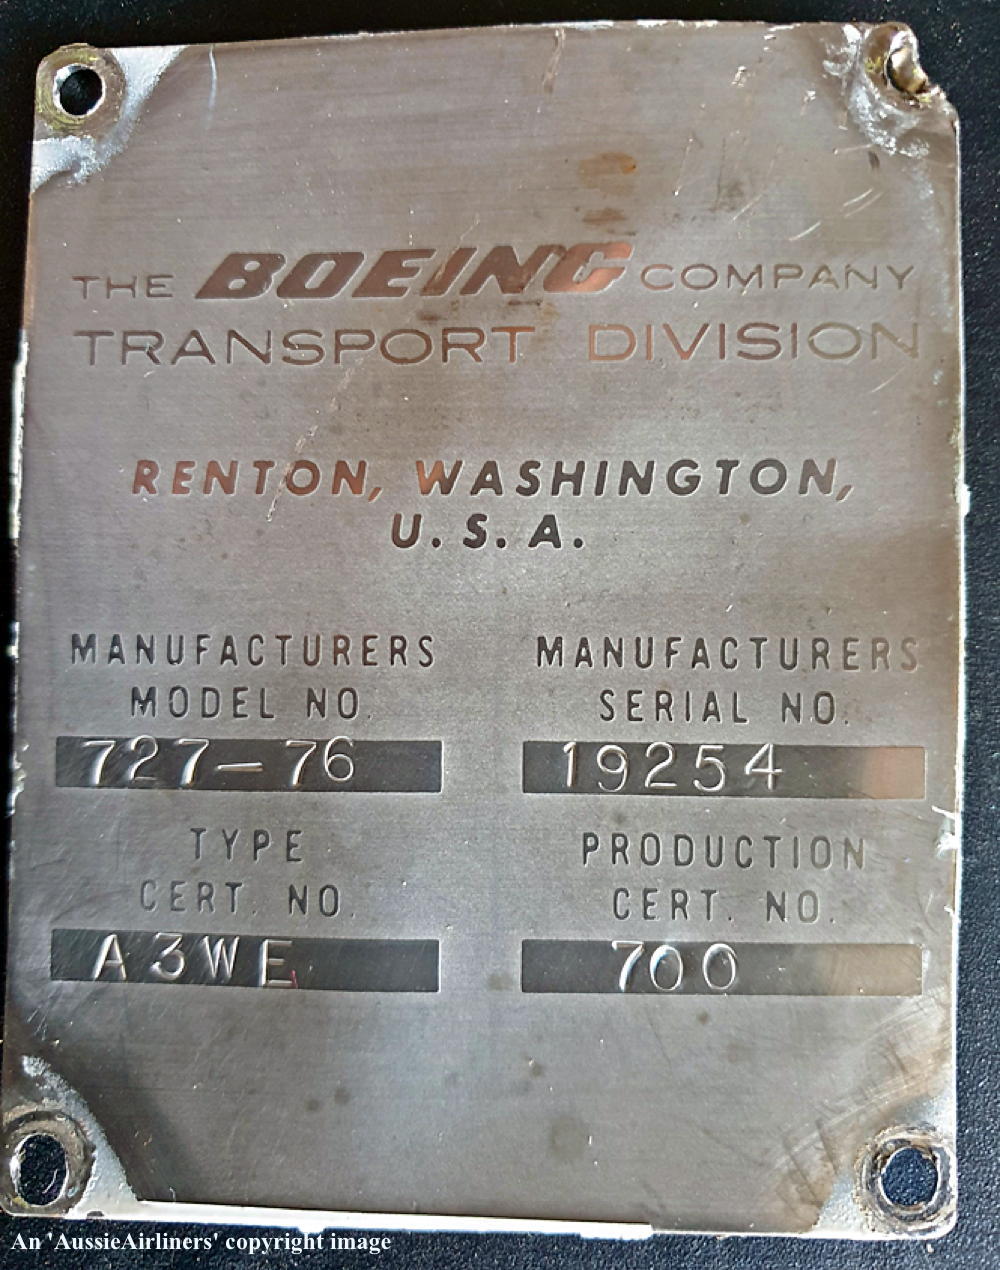 THE BOEING COMPANY
TRANSPORT DIVISION
RENTON, WASHINGTON,
U. S. A.
MANUFACTURERS
MODEL NO.
727-76
MANUFACTURERS
SERIAL NO.
19254
TYPE
CERT. NO.
A3WE
PRODUCTION
CERT. NO.
700
An 'AussieAirliners' copyright image